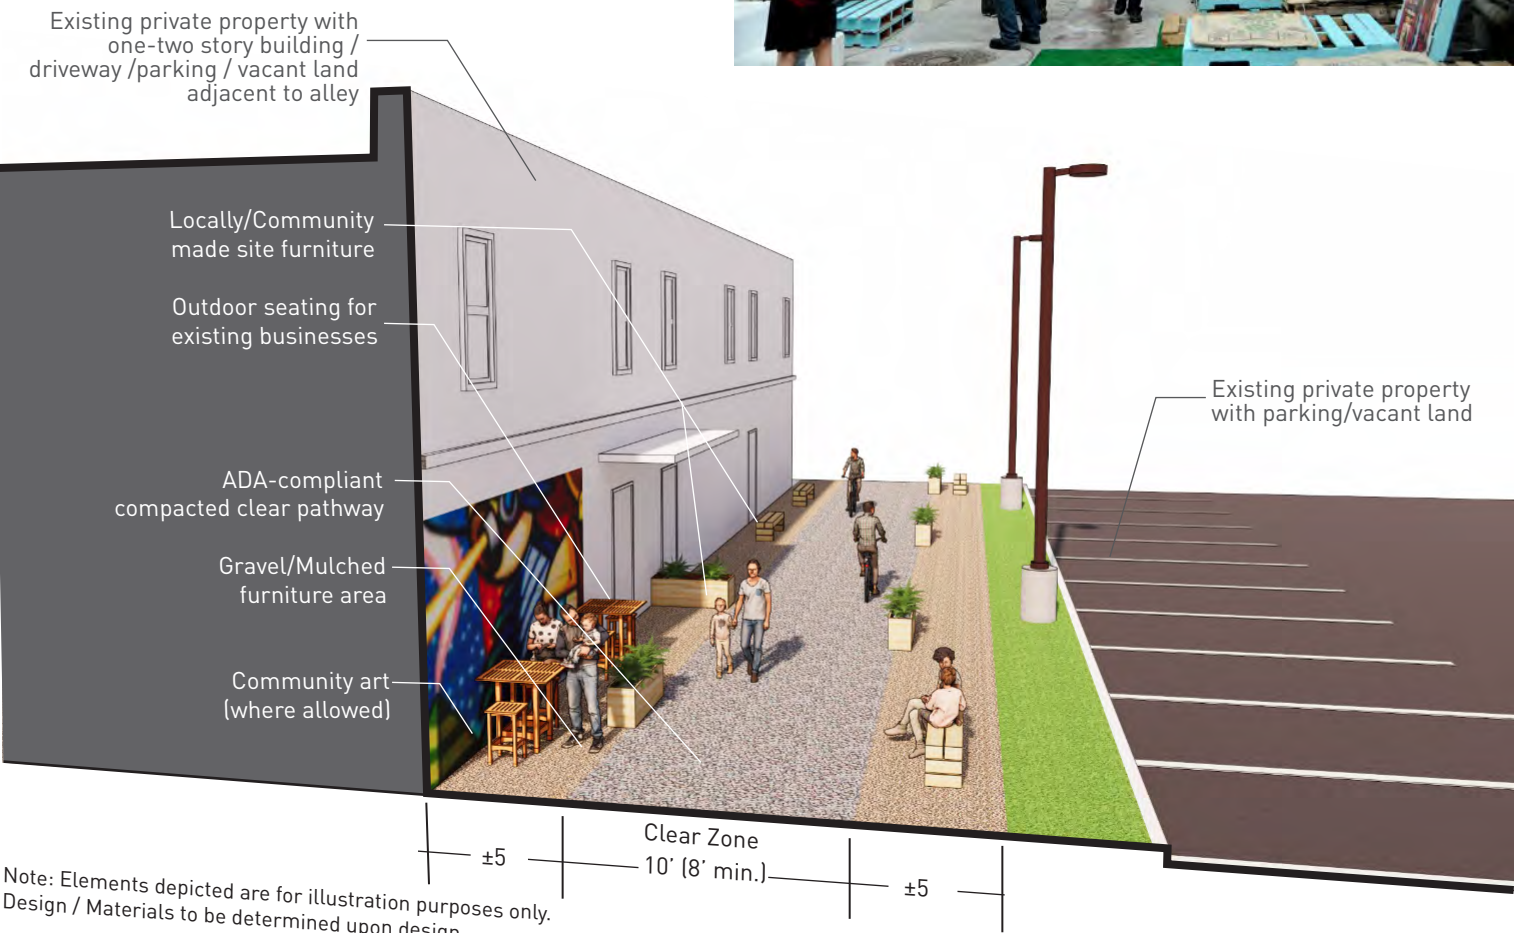 Existing private property with
one-two story building /
driveway /parking / vacant land
adjacent to alley
Locally/Community
made site furniture
Outdoor seating for
existing businesses
Existing private property
with parking/vacant land
ADA-compliant
compacted clear pathway
Gravel/Mulched
furniture area
Community art
(where allowed)
Clear Zone
±5
10’ (8’ min.)
±5
Note: Elements depicted are for illustration purposes only.
Design / Materials to be determined upon design